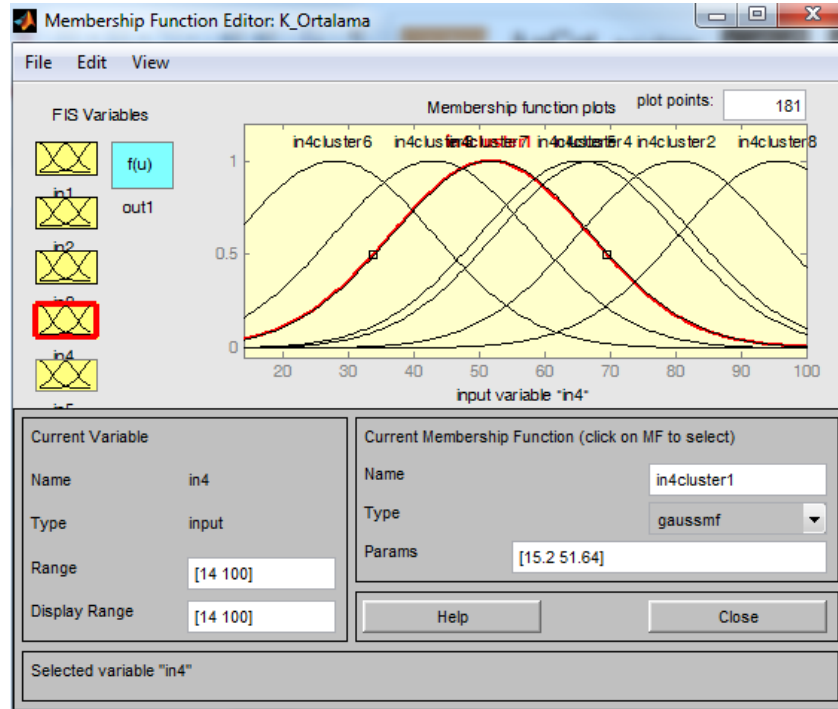 Membership Function Editor: K_Ortalama
File Edit View
FIS Variables
f(u)
in1
out1
in2
in4
Membership function plots
plot points: 181
in4cluster6 in4cluster1 in4cluster4 in4cluster2 in4cluster8
1
0.5
0
20 30 40 50 60 70 80 90 100
input variable "in4"
Current Variable
Name in4
Type input
Range [14 100]
Display Range [14 100]
Current Membership Function (click on MF to select)
Name in4cluster1
Type gaussmf
Params [15.2 51.64]
Help Close
Selected variable "in4"